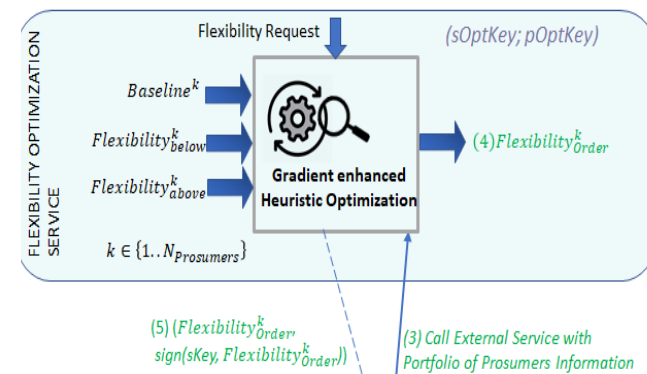 Flexibility Request
(sOptKey; pOptKey)
FLEXIBILITY OPTIMIZATION
SERVICE
Baseline^k
Flexibility^k_below
Flexibility^k_above
k ∈ {1..N_Prosumers}
Gradient enhanced
Heuristic Optimization
(4)Flexibility^k_Order
(5) (Flexibility^k_Order,
sign(sKey, Flexibility^k_Order))
(3) Call External Service with
Portfolio of Prosumers Information